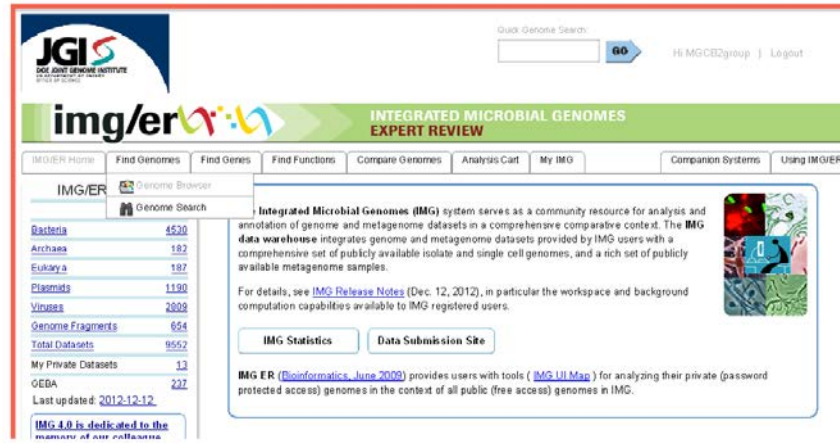 Quick Genome Search:
JGI
DOE JOINT GENOME INSTITUTE
US DEPARTMENT OF ENERGY
OFFICE OF SCIENCE
GO
Hi MGCB2group | Logout
img/er
INTEGRATED MICROBIAL GENOMES
EXPERT REVIEW
IMG/ER Home Find Genomes Find Genes Find Functions Compare Genomes Analysis Cart My IMG Companion Systems Using IMG/ER
Genome Browser
Genome Search
IMG/ER
Bacteria 4530
Archaea 182
Eukarya 187
Plasmids 1190
Viruses 2809
Genome Fragments 654
Total Datasets 9552
My Private Datasets 13
GEBA 237
Last updated: 2012-12-12
IMG 4.0 is dedicated to the
memory of our colleague
Integrated Microbial Genomes (IMG) system serves as a community resource for analysis and
annotation of genome and metagenome datasets in a comprehensive comparative context. The IMG
data warehouse integrates genome and metagenome datasets provided by IMG users with a
comprehensive set of publicly available isolate and single cell genomes, and a rich set of publicly
available metagenome samples.
For details, see IMG Release Notes (Dec. 12, 2012), in particular the workspace and background
computation capabilities available to IMG registered users.
IMG Statistics Data Submission Site
IMG ER (Bioinformatics, June 2009) provides users with tools ( IMG UI Map ) for analyzing their private (password
protected access) genomes in the context of all public (free access) genomes in IMG.